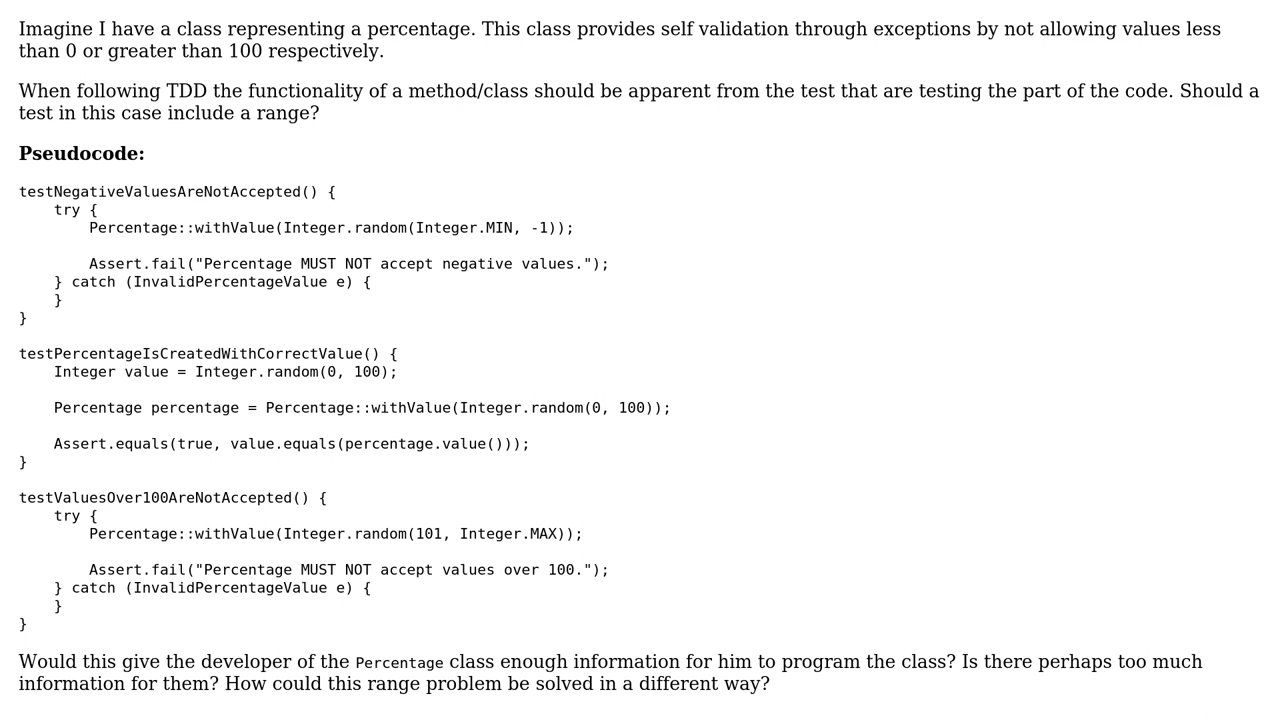 Imagine I have a class representing a percentage. This class provides self validation through exceptions by not allowing values less
than 0 or greater than 100 respectively.
When following TDD the functionality of a method/class should be apparent from the test that are testing the part of the code. Should a
test in this case include a range?
Pseudocode:
testNegativeValuesAreNotAccepted() {
    try {
        Percentage::withValue(Integer.random(Integer.MIN, -1));
        Assert.fail("Percentage MUST NOT accept negative values.");
    } catch (InvalidPercentageValue e) {
    }
}
testPercentageIsCreatedWithCorrectValue() {
    Integer value = Integer.random(0, 100);
    Percentage percentage = Percentage::withValue(Integer.random(0, 100));
    Assert.equals(true, value.equals(percentage.value()));
}
testValuesOver100AreNotAccepted() {
    try {
        Percentage::withValue(Integer.random(101, Integer.MAX));
        Assert.fail("Percentage MUST NOT accept values over 100.");
    } catch (InvalidPercentageValue e) {
    }
}
Would this give the developer of the Percentage class enough information for him to program the class? Is there perhaps too much
information for them? How could this range problem be solved in a different way?